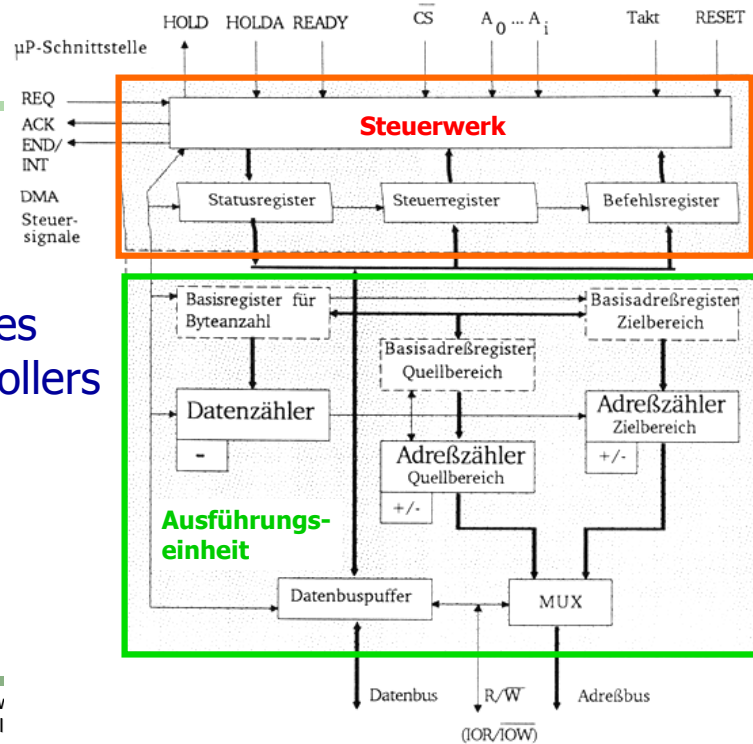 HOLD HOLDA READY C̅S̅ A0 ... Ai Takt RESET
µP-Schnittstelle
REQ
ACK
END/
INT
DMA
Steuer-
signale
Steuerwerk
Statusregister
Steuerregister
Befehlsregister
es
ollers
Basisregister für
Byteanzahl
Basisadreßregister
Quellbereich
Basisadreßregister
Zielbereich
Datenzähler
-
Adreßzähler
Quellbereich
+/-
Adreßzähler
Zielbereich
+/-
Ausführungs-
einheit
Datenbuspuffer
MUX
Datenbus
R/W̅
Adreßbus
(IOR/I̅O̅W̅)